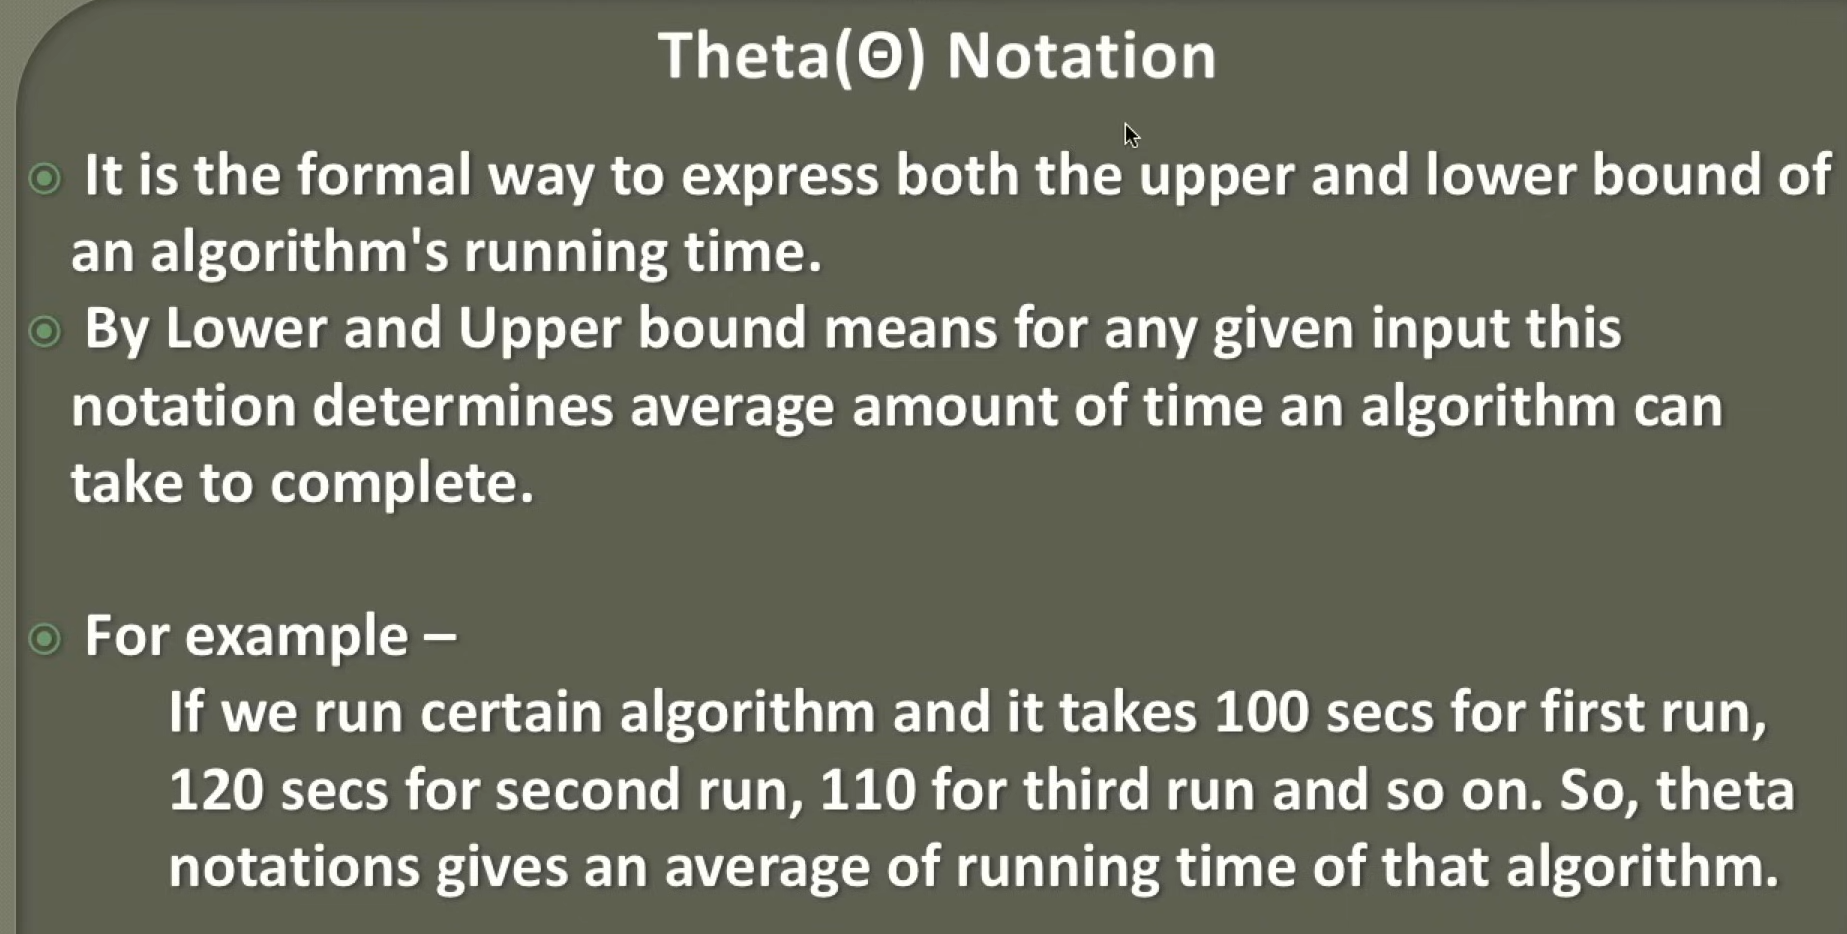 Theta(Θ) Notation
It is the formal way to express both the upper and lower bound of
an algorithm's running time.
By Lower and Upper bound means for any given input this
notation determines average amount of time an algorithm can
take to complete.
For example –
If we run certain algorithm and it takes 100 secs for first run,
120 secs for second run, 110 for third run and so on. So, theta
notations gives an average of running time of that algorithm.